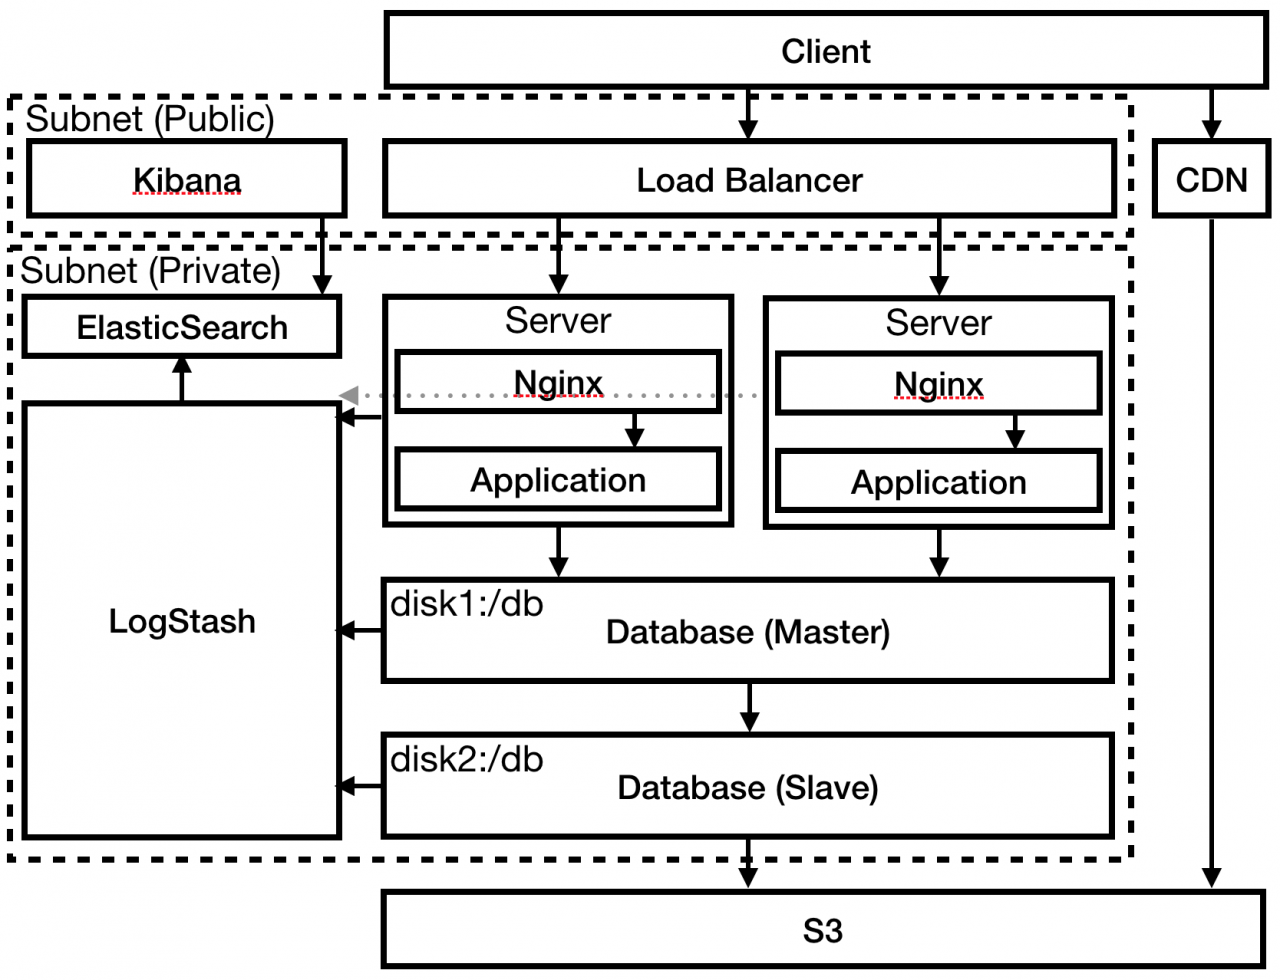 Client
Subnet (Public)
Kibana
Load Balancer
CDN
Subnet (Private)
ElasticSearch
Server
Server
Nginx
Nginx
Application
Application
LogStash
disk1:/db
Database (Master)
disk2:/db
Database (Slave)
S3